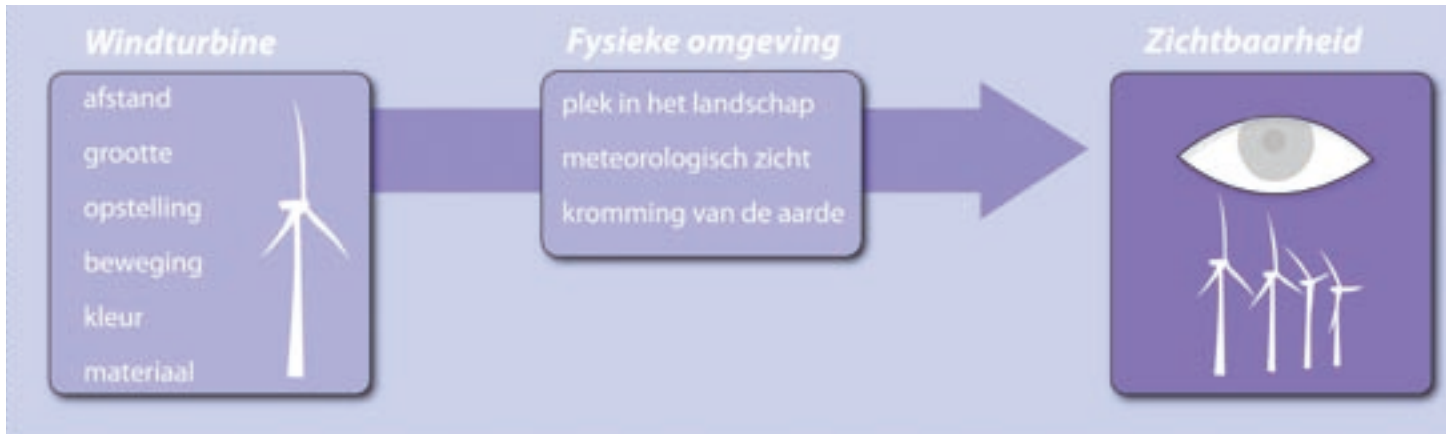 Windturbine
afstand
grootte
opstelling
beweging
kleur
materiaal
Fysieke omgeving
plek in het landschap
meteorologisch zicht
kromming van de aarde
Zichtbaarheid